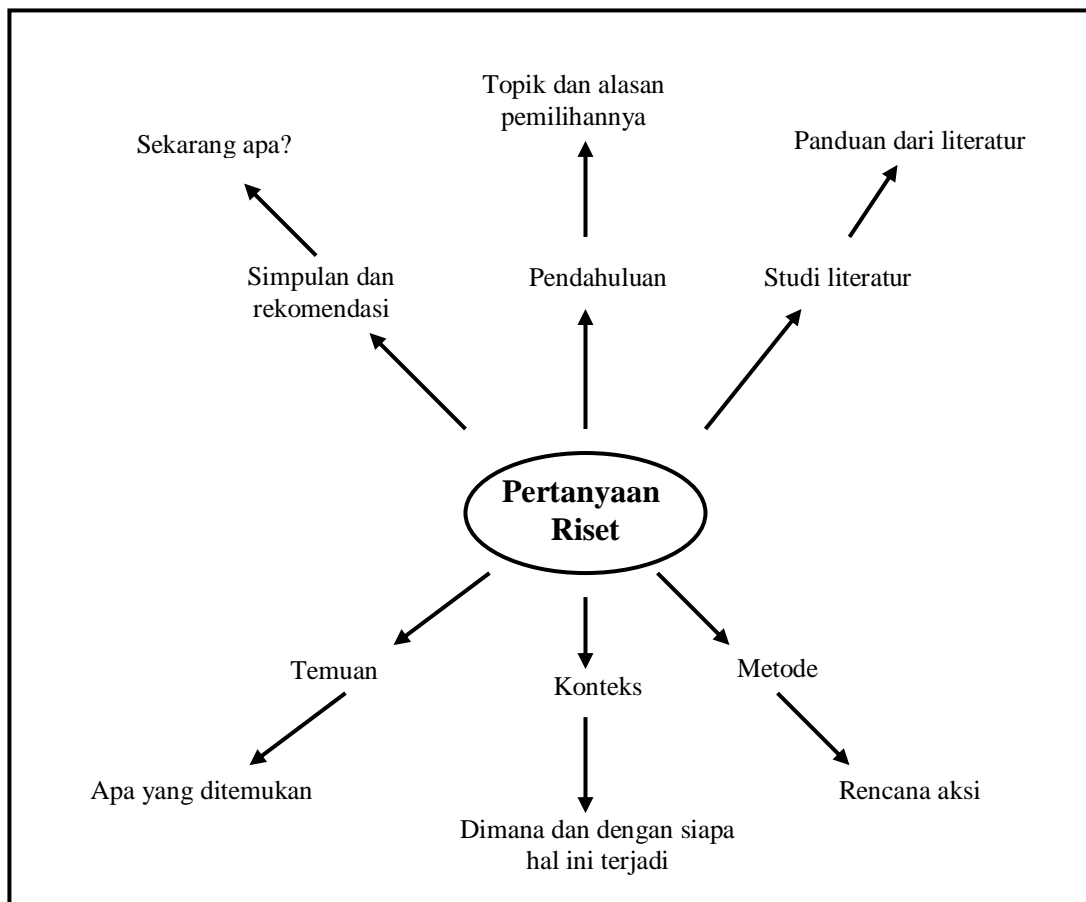 Topik dan alasan
pemilihannya
Sekarang apa?
Panduan dari literatur
Simpulan dan
rekomendasi
Pendahuluan
Studi literatur
Pertanyaan
Riset
Temuan
Konteks
Metode
Apa yang ditemukan
Rencana aksi
Dimana dan dengan siapa
hal ini terjadi